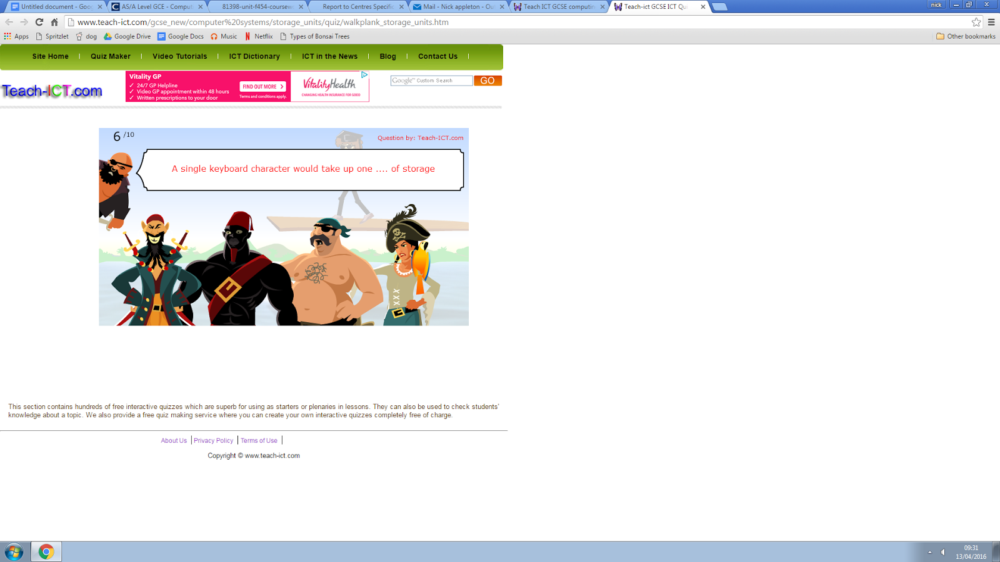 Untitled document - Goo
AS/A Level GCE - Comput
81398-unit-f454-coursew
Report to Centres Specific
Mail - Nick appleton - Ou
Teach ICT GCSE computin
Teach-ict GCSE ICT Qu
nick
www.teach-ict.com/gcse_new/computer%20systems/storage_units/quiz/walkplank_storage_units.htm
Apps
Spritzlet
dog
Google Drive
Google Docs
Music
Netflix
Types of Bonsai Trees
Other bookmarks
Site Home
Quiz Maker
Video Tutorials
ICT Dictionary
ICT in the News
Blog
Contact Us
Teach-ICT.com
Vitality GP
✓ 24/7 GP Helpline
✓ Video GP appointment within 48 hours
✓ Written prescriptions to your door
FIND OUT MORE >
Terms and conditions apply.
VitalityHealth
CHANGING HEALTH INSURANCE FOR GOOD
Google™ Custom Search
GO
6 /10
Question by: Teach-ICT.com
A single keyboard character would take up one .... of storage
This section contains hundreds of free interactive quizzes which are superb for using as starters or plenaries in lessons. They can also be used to check students'
knowledge about a topic. We also provide a free quiz making service where you can create your own interactive quizzes completely free of charge.
About Us
Privacy Policy
Terms of Use
Copyright © www.teach-ict.com
09:31
13/04/2016